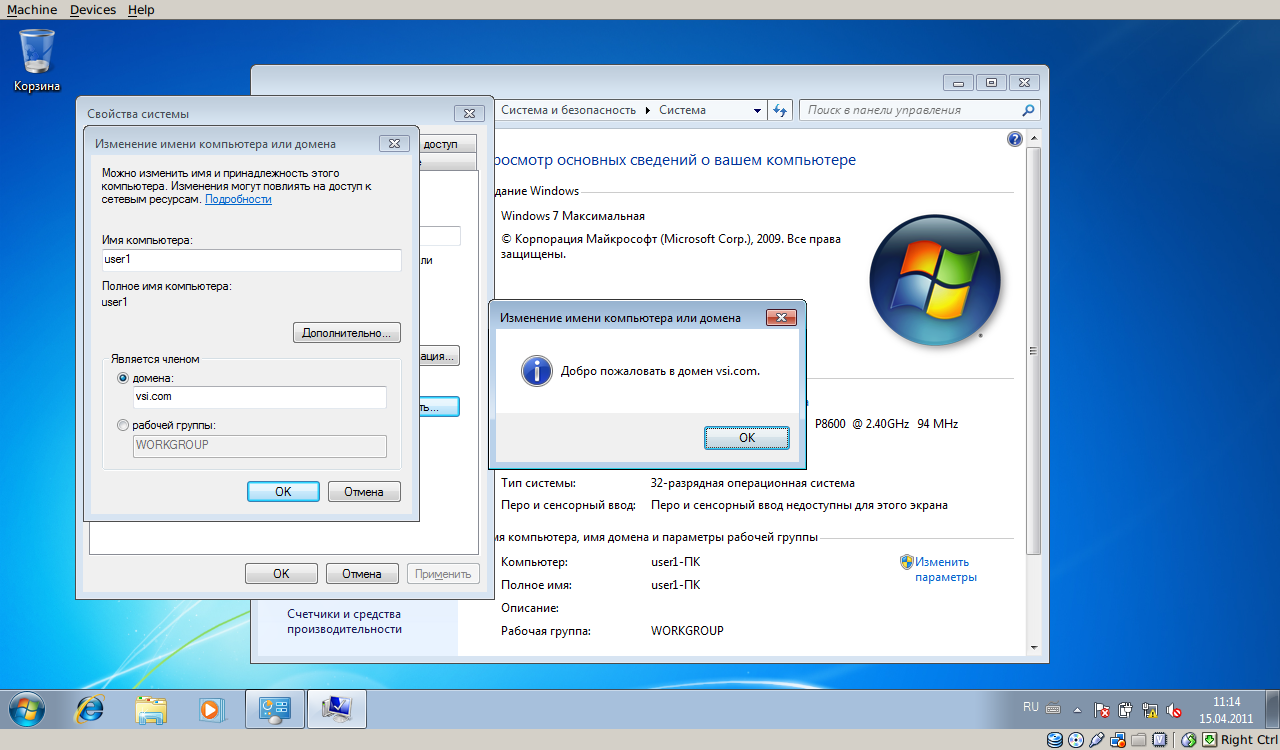 Machine Devices Help
Корзина
Система и безопасность Система
Поиск в панели управления
Свойства системы
доступ
Изменение имени компьютера или домена
Можно изменить имя и принадлежность этого
компьютера. Изменения могут повлиять на доступ к
сетевым ресурсам. Подробности
Имя компьютера:
user1
Полное имя компьютера:
user1
Дополнительно...
Является членом
домена:
vsi.com
рабочей группы:
WORKGROUP
OK Отмена
ли
ация...
ть...
OK Отмена Применить
росмотр основных сведений о вашем компьютере
дание Windows
Windows 7 Максимальная
© Корпорация Майкрософт (Microsoft Corp.), 2009. Все права
защищены.
Изменение имени компьютера или домена
Добро пожаловать в домен vsi.com.
OK
P8600 @ 2.40GHz 94 MHz
Тип системы: 32-разрядная операционная система
Перо и сенсорный ввод: Перо и сенсорный ввод недоступны для этого экрана
мя компьютера, имя домена и параметры рабочей группы
Компьютер: user1-ПК
Изменить
параметры
Полное имя: user1-ПК
Описание:
Рабочая группа: WORKGROUP
Счетчики и средства
производительности
RU
11:14
15.04.2011
Right Ctrl